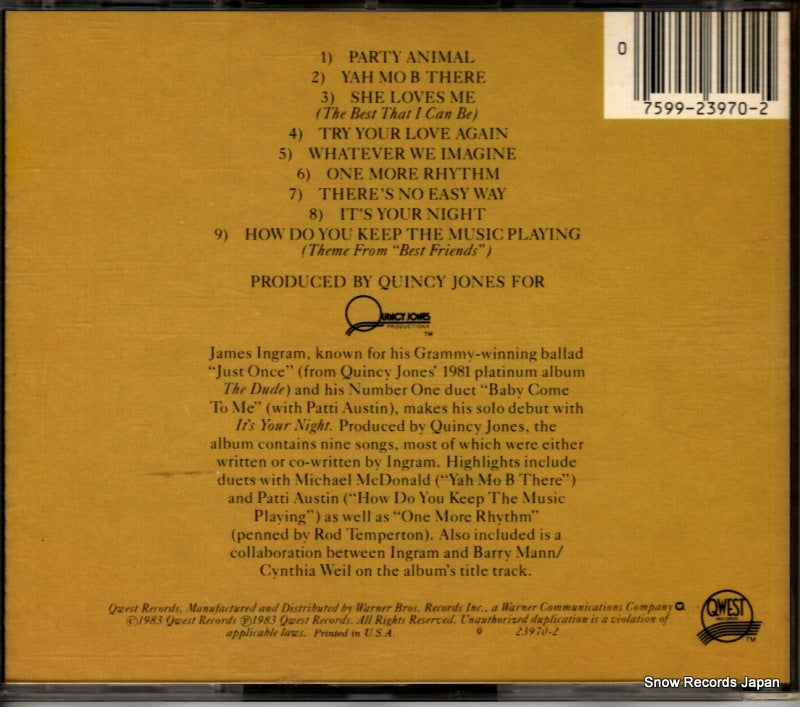 1) PARTY ANIMAL
2) YAH MO B THERE
3) SHE LOVES ME
(The Best That I Can Be)
4) TRY YOUR LOVE AGAIN
5) WHATEVER WE IMAGINE
6) ONE MORE RHYTHM
7) THERE'S NO EASY WAY
8) IT'S YOUR NIGHT
9) HOW DO YOU KEEP THE MUSIC PLAYING
(Theme From "Best Friends")
0 7599-23970-2
PRODUCED BY QUINCY JONES FOR
QUINCY JONES
PRODUCTIONS
TM
James Ingram, known for his Grammy-winning ballad
"Just Once" (from Quincy Jones' 1981 platinum album
The Dude) and his Number One duet "Baby Come
To Me" (with Patti Austin), makes his solo debut with
It's Your Night. Produced by Quincy Jones, the
album contains nine songs, most of which were either
written or co-written by Ingram. Highlights include
duets with Michael McDonald ("Yah Mo B There")
and Patti Austin ("How Do You Keep The Music
Playing") as well as "One More Rhythm"
(penned by Rod Temperton). Also included is a
collaboration between Ingram and Barry Mann/
Cynthia Weil on the album's title track.
Qwest Records, Manufactured and Distributed by Warner Bros. Records Inc., a Warner Communications Company
©1983 Qwest Records ℗1983 Qwest Records. All Rights Reserved. Unauthorized duplication is a violation of
applicable laws. Printed in U.S.A. 9 23970-2
QWEST
RECORDS
TM
Snow Records Japan